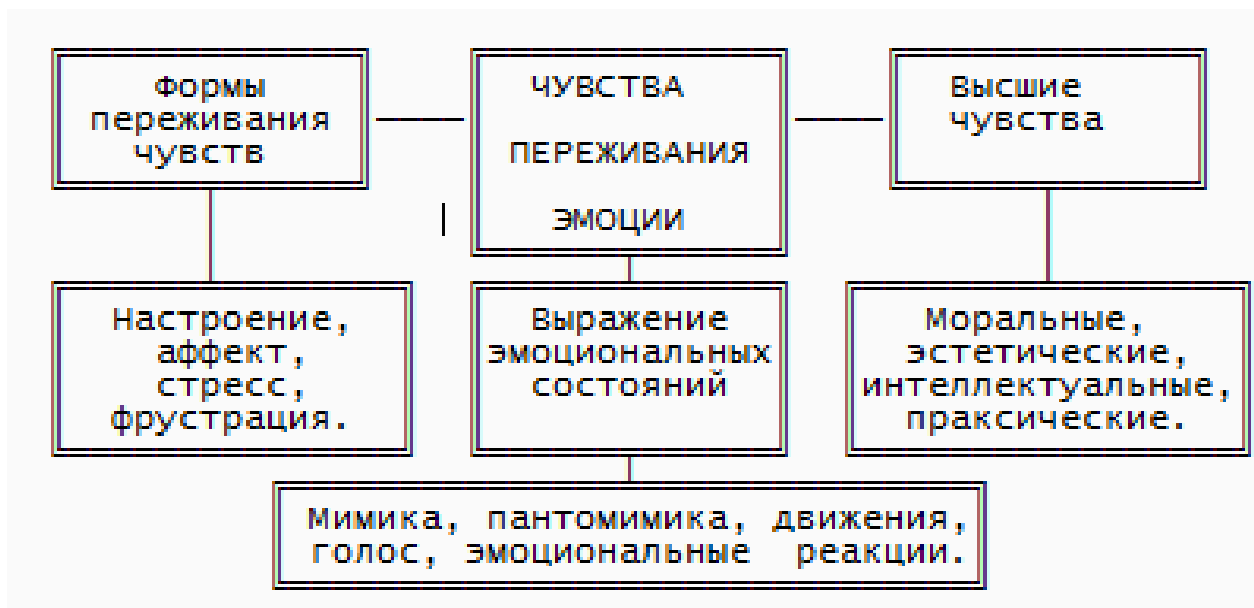 Формы
переживания
чувств
ЧУВСТВА
ПЕРЕЖИВАНИЯ
ЭМОЦИИ
Высшие
чувства
Настроение,
аффект,
стресс,
фрустрация.
Выражение
эмоциональных
состояний
Моральные,
эстетические,
интеллектуальные,
праксические.
Мимика, пантомимика, движения,
голос, эмоциональные реакции.